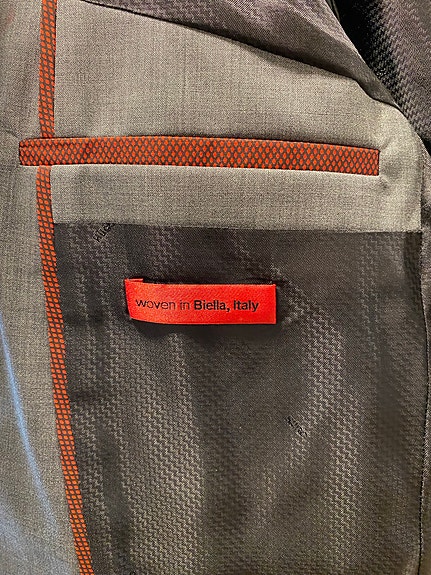 woven in Biella, Italy